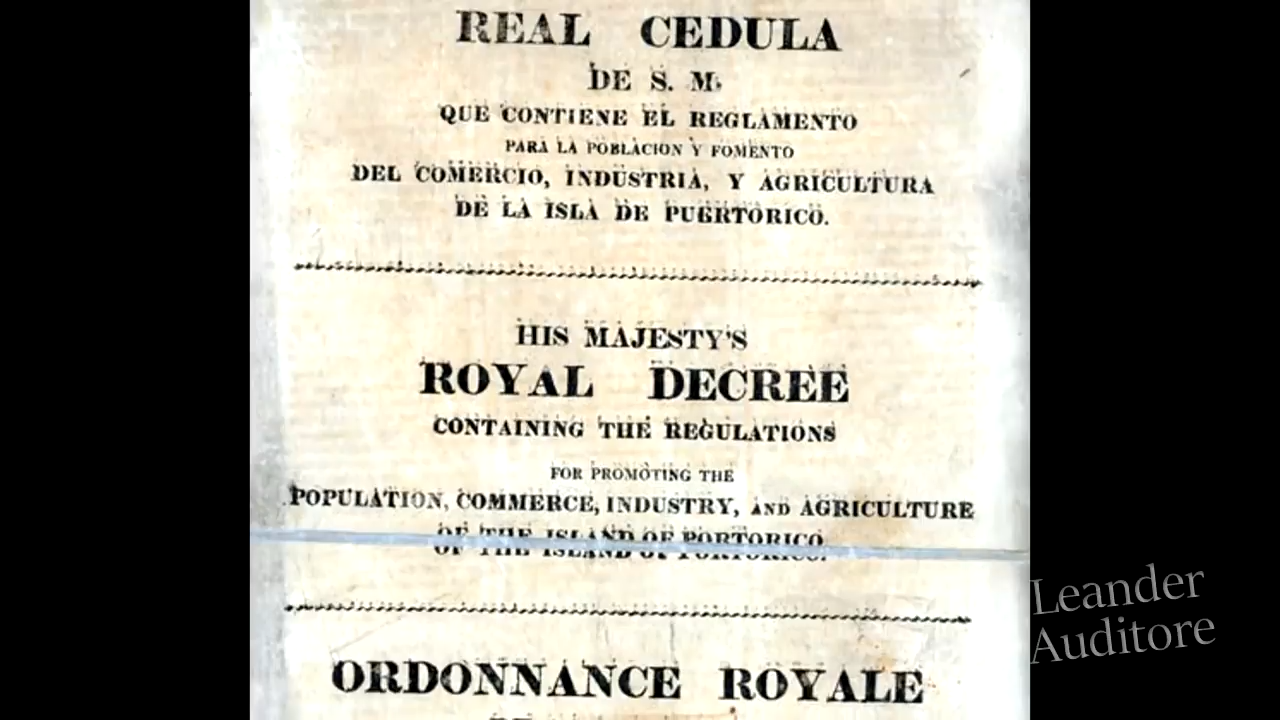 REAL CEDULA
DE S. M.
QUE CONTIENE EL REGLAMENTO
PARA LA POBLACION Y FOMENTO
DEL COMERCIO, INDUSTRIA, Y AGRICULTURA
DE LA ISLA DE PUERTORICO.
HIS MAJESTY'S
ROYAL DECREE
CONTAINING THE REGULATIONS
FOR PROMOTING THE
POPULATION, COMMERCE, INDUSTRY, AND AGRICULTURE
OF THE ISLAND OF PORTORICO.
ORDONNANCE ROYALE
Leander
Auditore